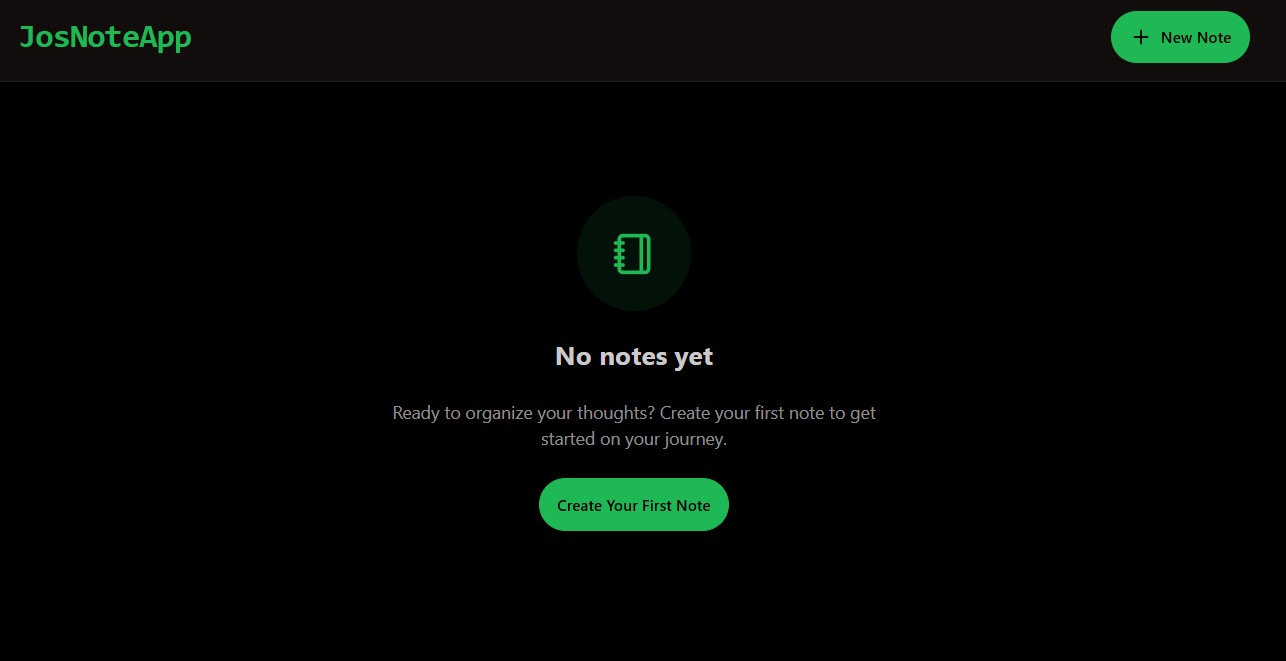 JosNoteApp
New Note
No notes yet
Ready to organize your thoughts? Create your first note to get
started on your journey.
Create Your First Note